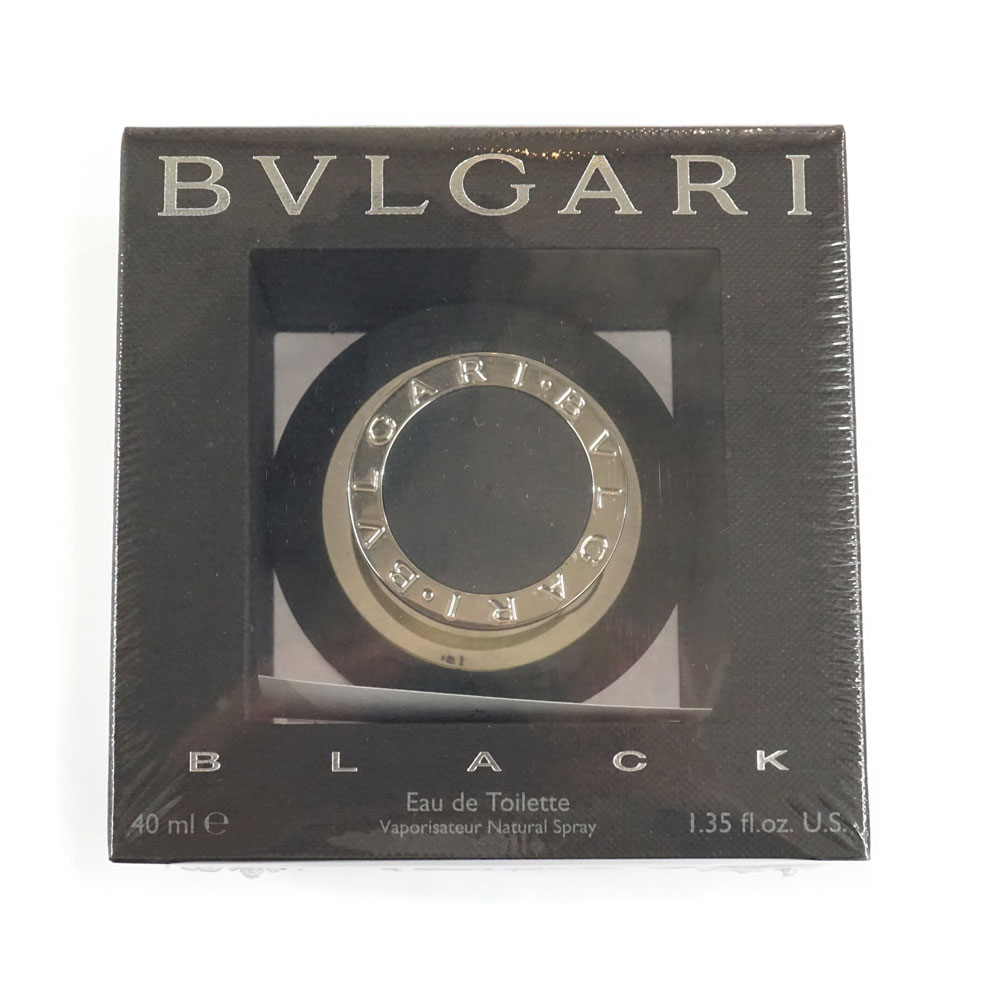 BVLGARI
BVLGARI • BVLGARI •
BLACK
Eau de Toilette
40 ml ℮
Vaporisateur Natural Spray
1.35 fl.oz. U.S.